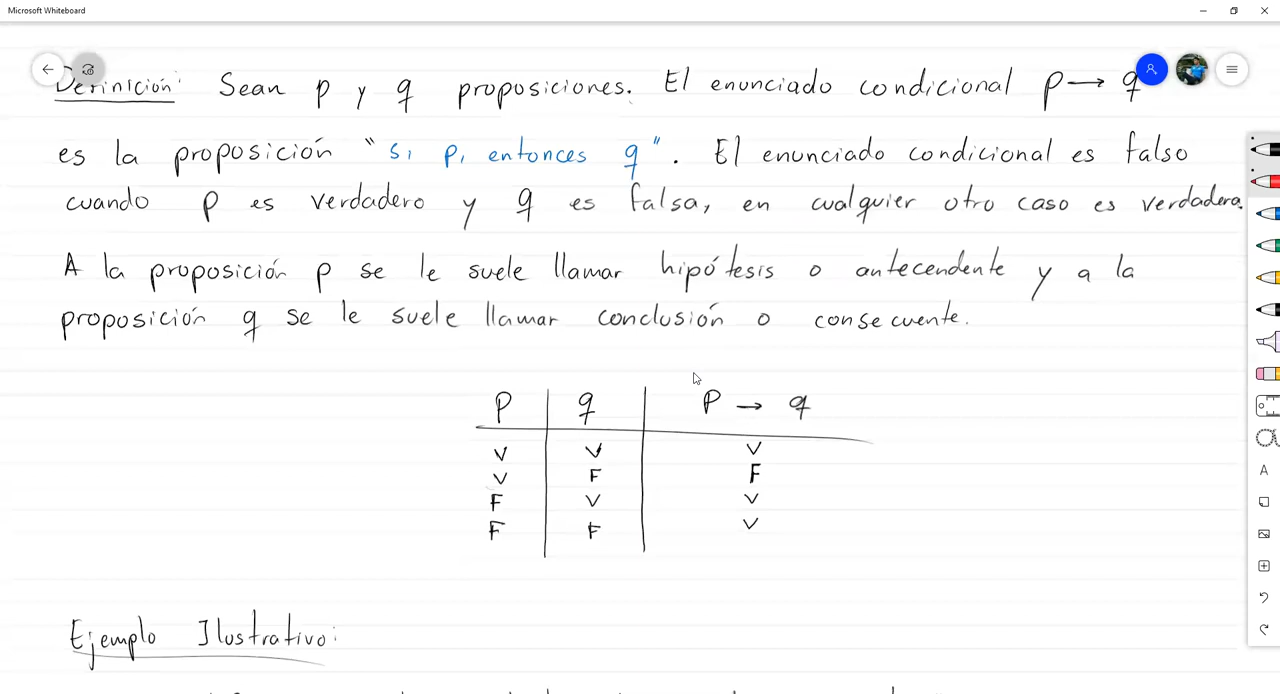 Microsoft Whiteboard
Definición: Sean p y q proposiciones. El enunciado condicional p → q
es la proposición "si p, entonces q". El enunciado condicional es falso
cuando p es verdadero y q es falsa, en cualquier otro caso es verdadera.
A la proposición p se le suele llamar hipótesis o antecendente y a la
proposición q se le suele llamar conclusión o consecuente.
p q p → q
V V V
V F F
F V V
F F V
Ejemplo Ilustrativo: